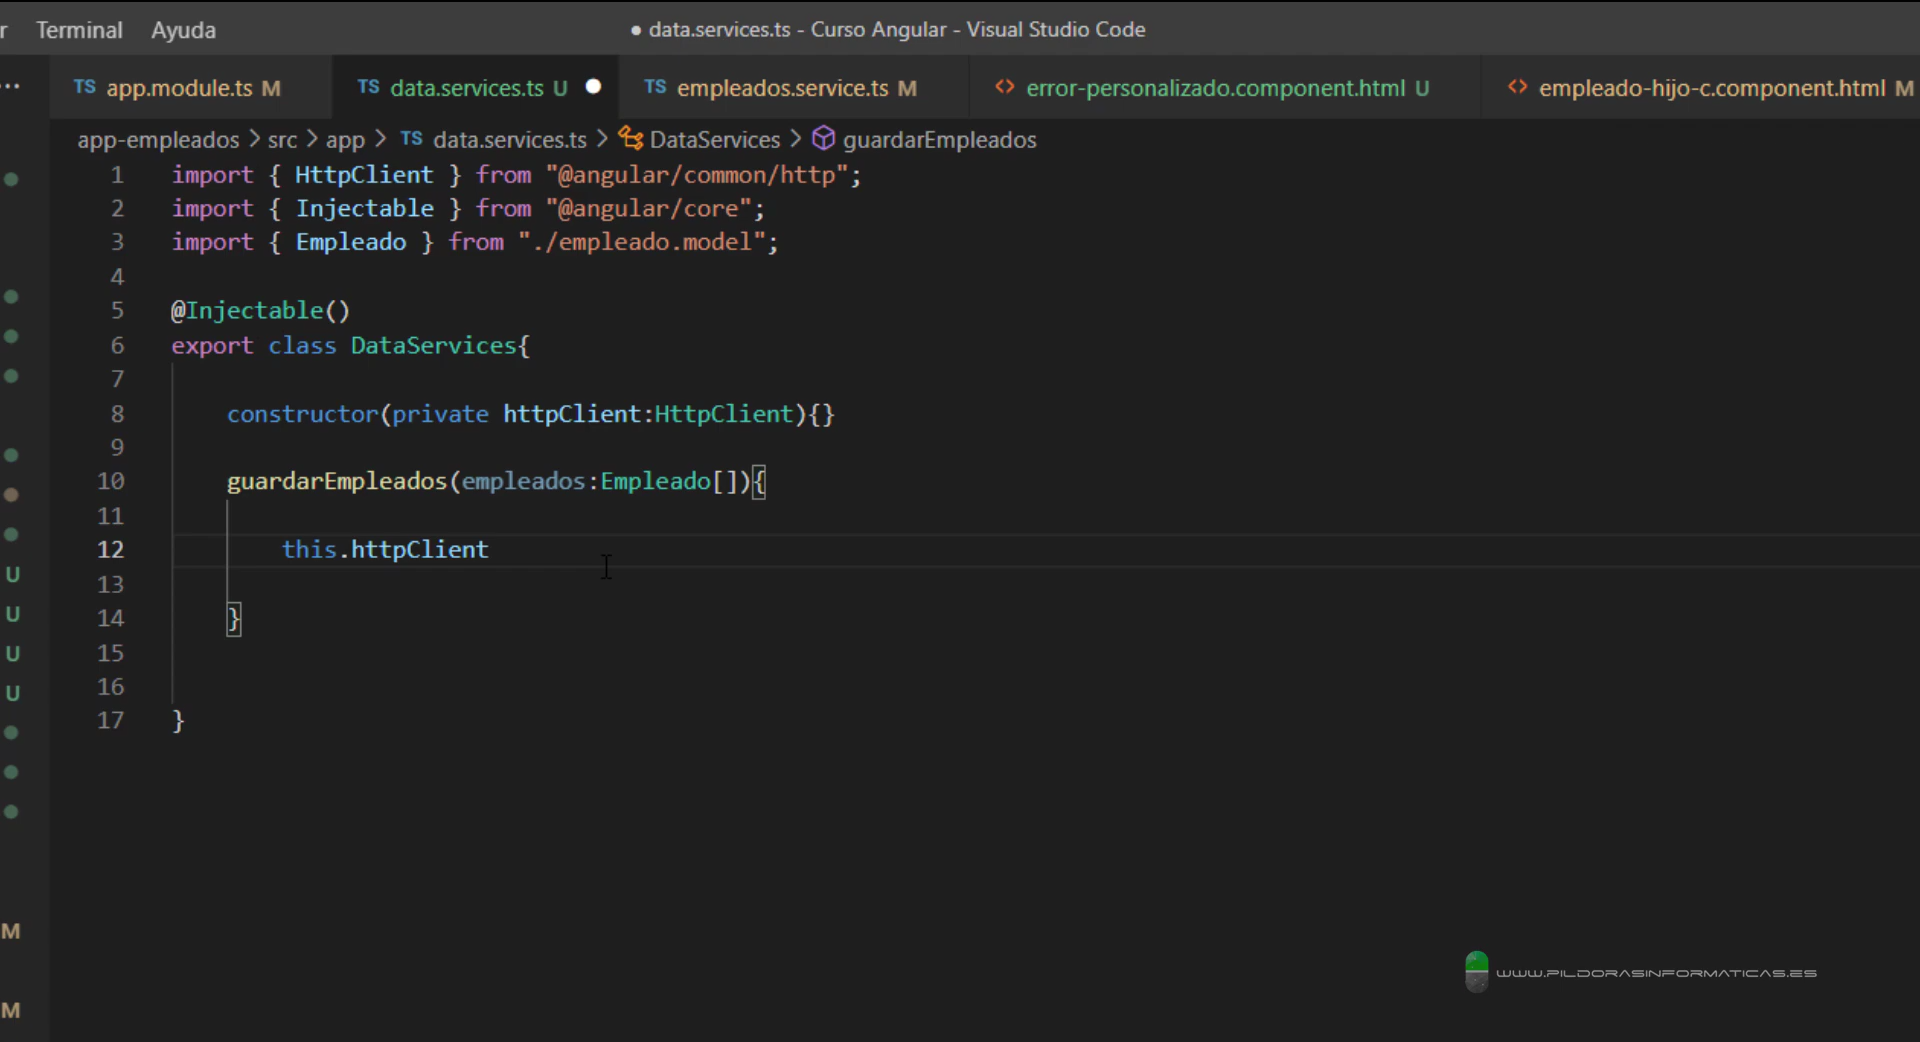 r Terminal Ayuda
● data.services.ts - Curso Angular - Visual Studio Code
... TS app.module.ts M TS data.services.ts U ● TS empleados.service.ts M <> error-personalizado.component.html U <> empleado-hijo-c.component.html M
app-empleados > src > app > TS data.services.ts > DataServices > guardarEmpleados
1 import { HttpClient } from "@angular/common/http";
2 import { Injectable } from "@angular/core";
3 import { Empleado } from "./empleado.model";
4
5 @Injectable()
6 export class DataServices{
7
8 constructor(private httpClient:HttpClient){}
9
10 guardarEmpleados(empleados:Empleado[]){
11
12 this.httpClient
13
U
14 }
U
15
U
16
U
17 }
M
WWW.PILDORASINFORMATICAS.ES
M